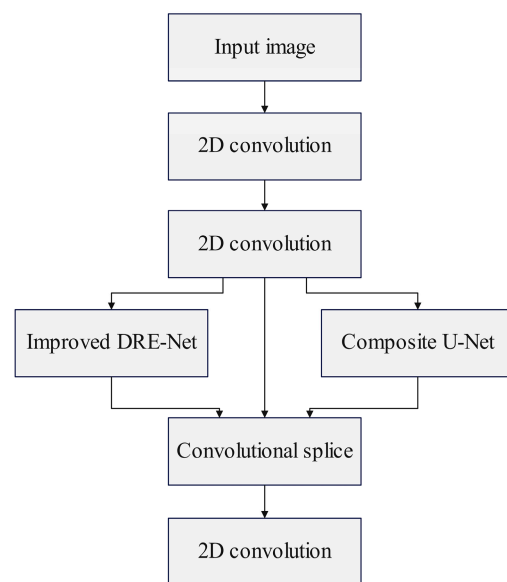 Input image
2D convolution
2D convolution
Improved DRE-Net
Composite U-Net
Convolutional splice
2D convolution